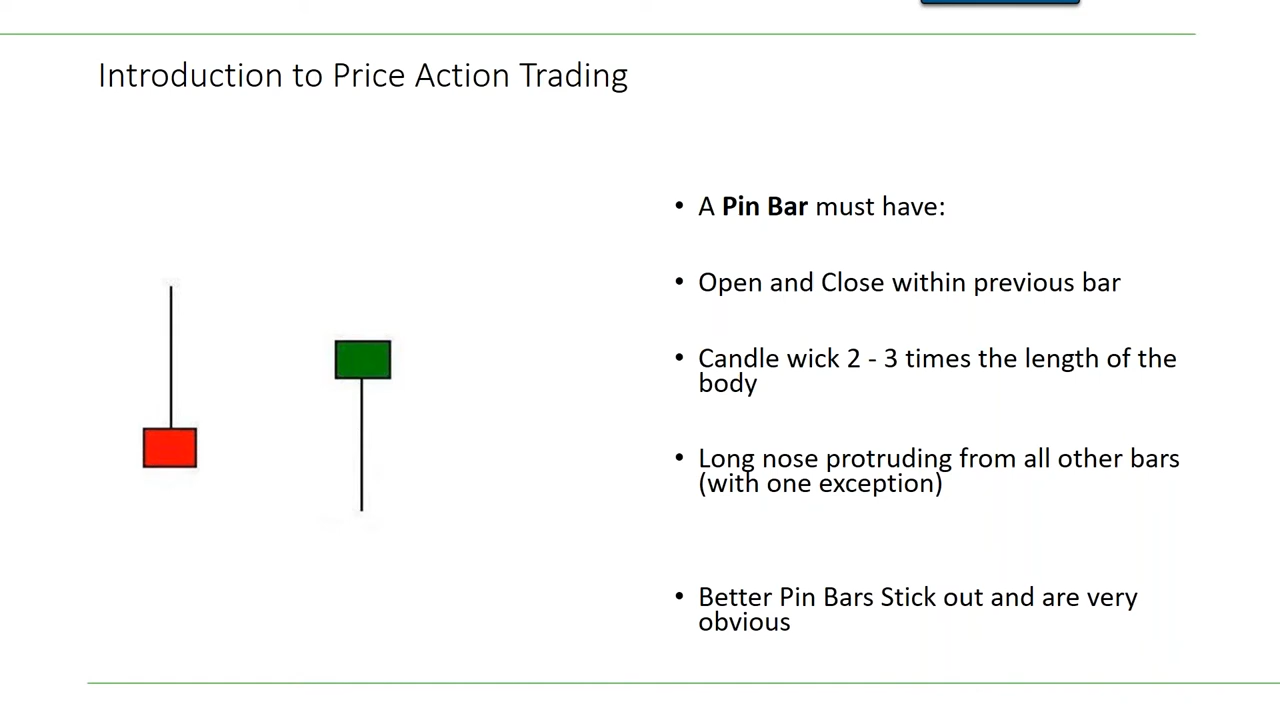 Introduction to Price Action Trading
• A Pin Bar must have:
• Open and Close within previous bar
• Candle wick 2 - 3 times the length of the
body
• Long nose protruding from all other bars
(with one exception)
• Better Pin Bars Stick out and are very
obvious